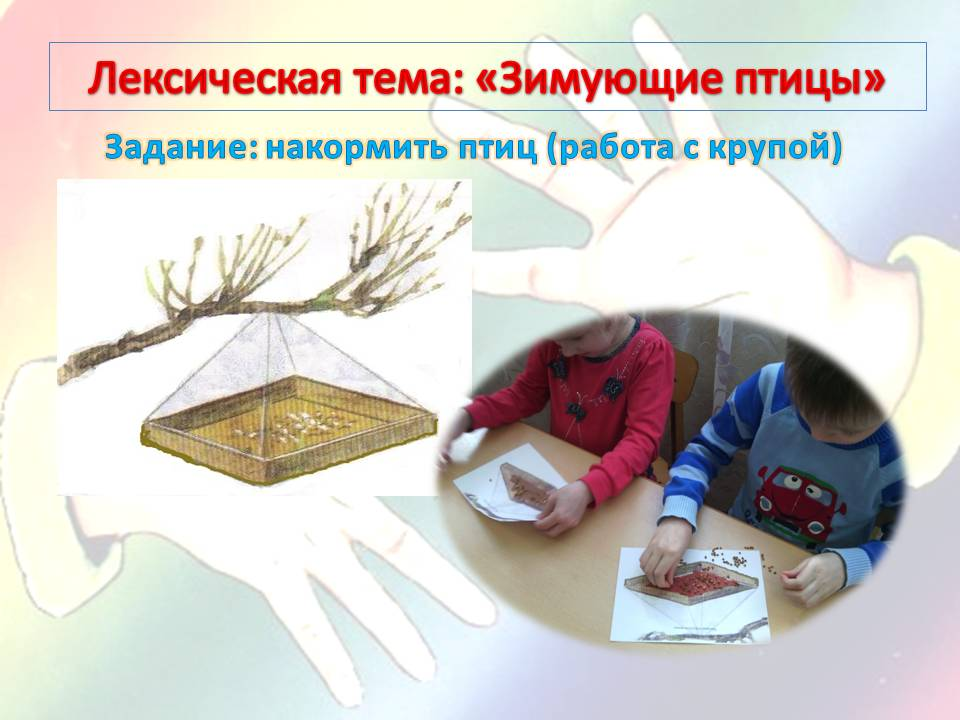 Лексическая тема: «Зимующие птицы»
Задание: накормить птиц (работа с крупой)